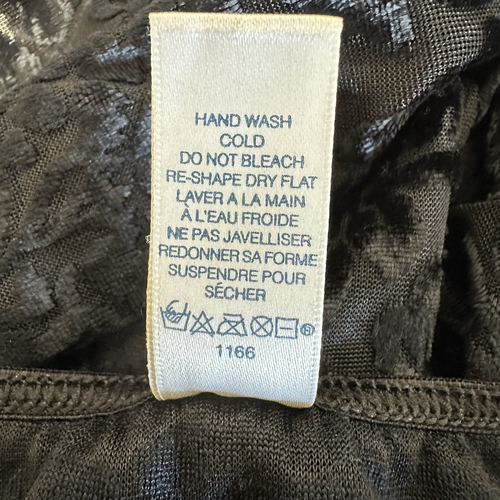 HAND WASH
COLD
DO NOT BLEACH
RE-SHAPE DRY FLAT
LAVER A LA MAIN
À L'EAU FROIDE
NE PAS JAVELLISER
REDONNER SA FORME
SUSPENDRE POUR
SÉCHER
®
1166